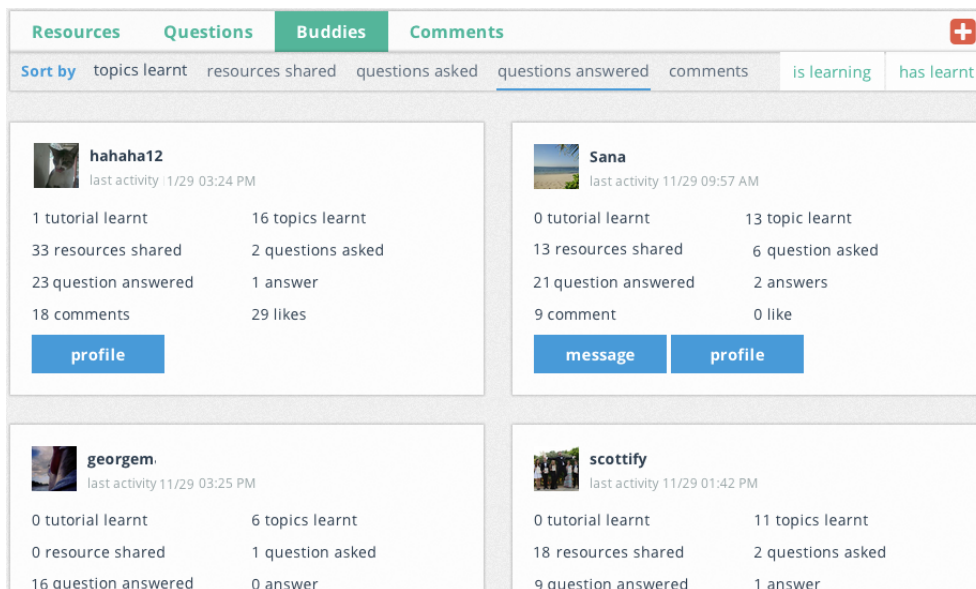 Resources Questions Buddies Comments
Sort by topics learnt resources shared questions asked questions answered comments is learning has learnt
hahaha12
last activity 1/29 03:24 PM
1 tutorial learnt 16 topics learnt
33 resources shared 2 questions asked
23 question answered 1 answer
18 comments 29 likes
profile
Sana
last activity 11/29 09:57 AM
0 tutorial learnt 13 topic learnt
13 resources shared 6 question asked
21 question answered 2 answers
9 comment 0 like
message profile
georgem
last activity 11/29 03:25 PM
0 tutorial learnt 6 topics learnt
0 resource shared 1 question asked
16 question answered 0 answer
scottify
last activity 11/29 01:42 PM
0 tutorial learnt 11 topics learnt
18 resources shared 2 questions asked
9 question answered 1 answer